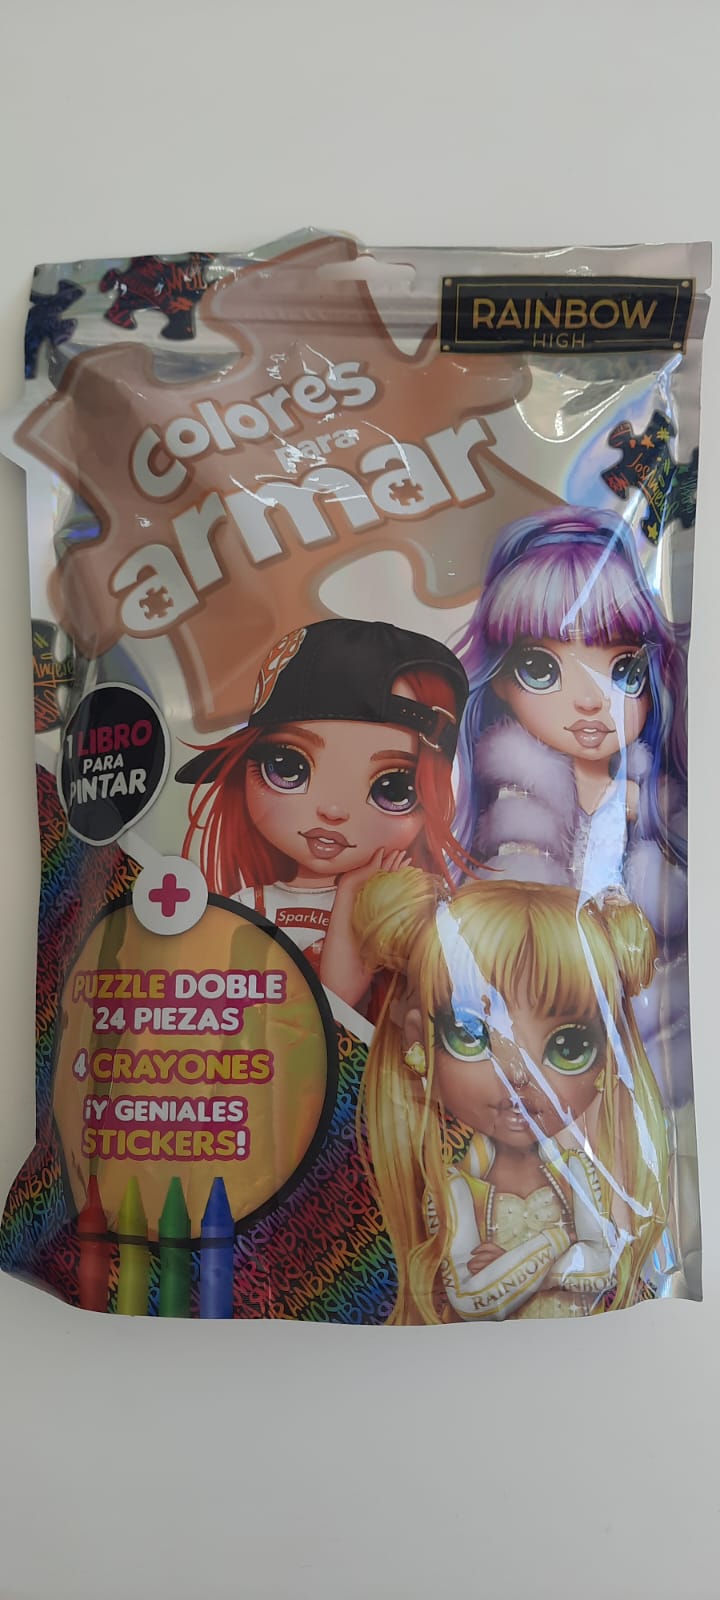 RAINBOW
HIGH
Colores
para
armar
1 LIBRO
PARA
PINTAR
+
PUZZLE DOBLE
24 PIEZAS
4 CRAYONES
¡Y GENIALES
STICKERS!
Sparkle
RAINBOW